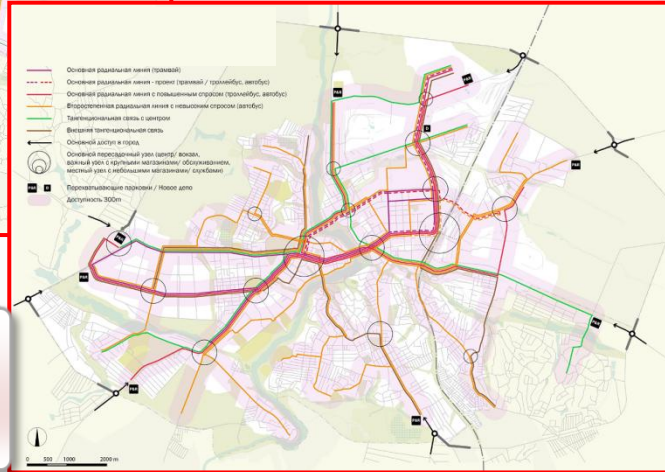 Основная радиальная линия (трамвай)
Основная радиальная линия - проект (трамвай / троллейбус, автобус)
Основная радиальная линия с повышенным спросом (троллейбус, автобус)
Второстепенная радиальная линия с невысоким спросом (автобус)
Тангенциональная связь с центром
Внешняя тангенциональная связь
Основной доступ в город
Основной пересадочный узел (центр/ вокзал,
важный узел с крупными магазинами/ обслуживанием,
местный узел с небольшими магазинами/ службами)
P&R D Перехватывающие парковки / Новое депо
Доступность 300m
P&R
P&R
P&R
D
P&R
P&R
P&R
P&R
P&R
0 500 1000 2000 m